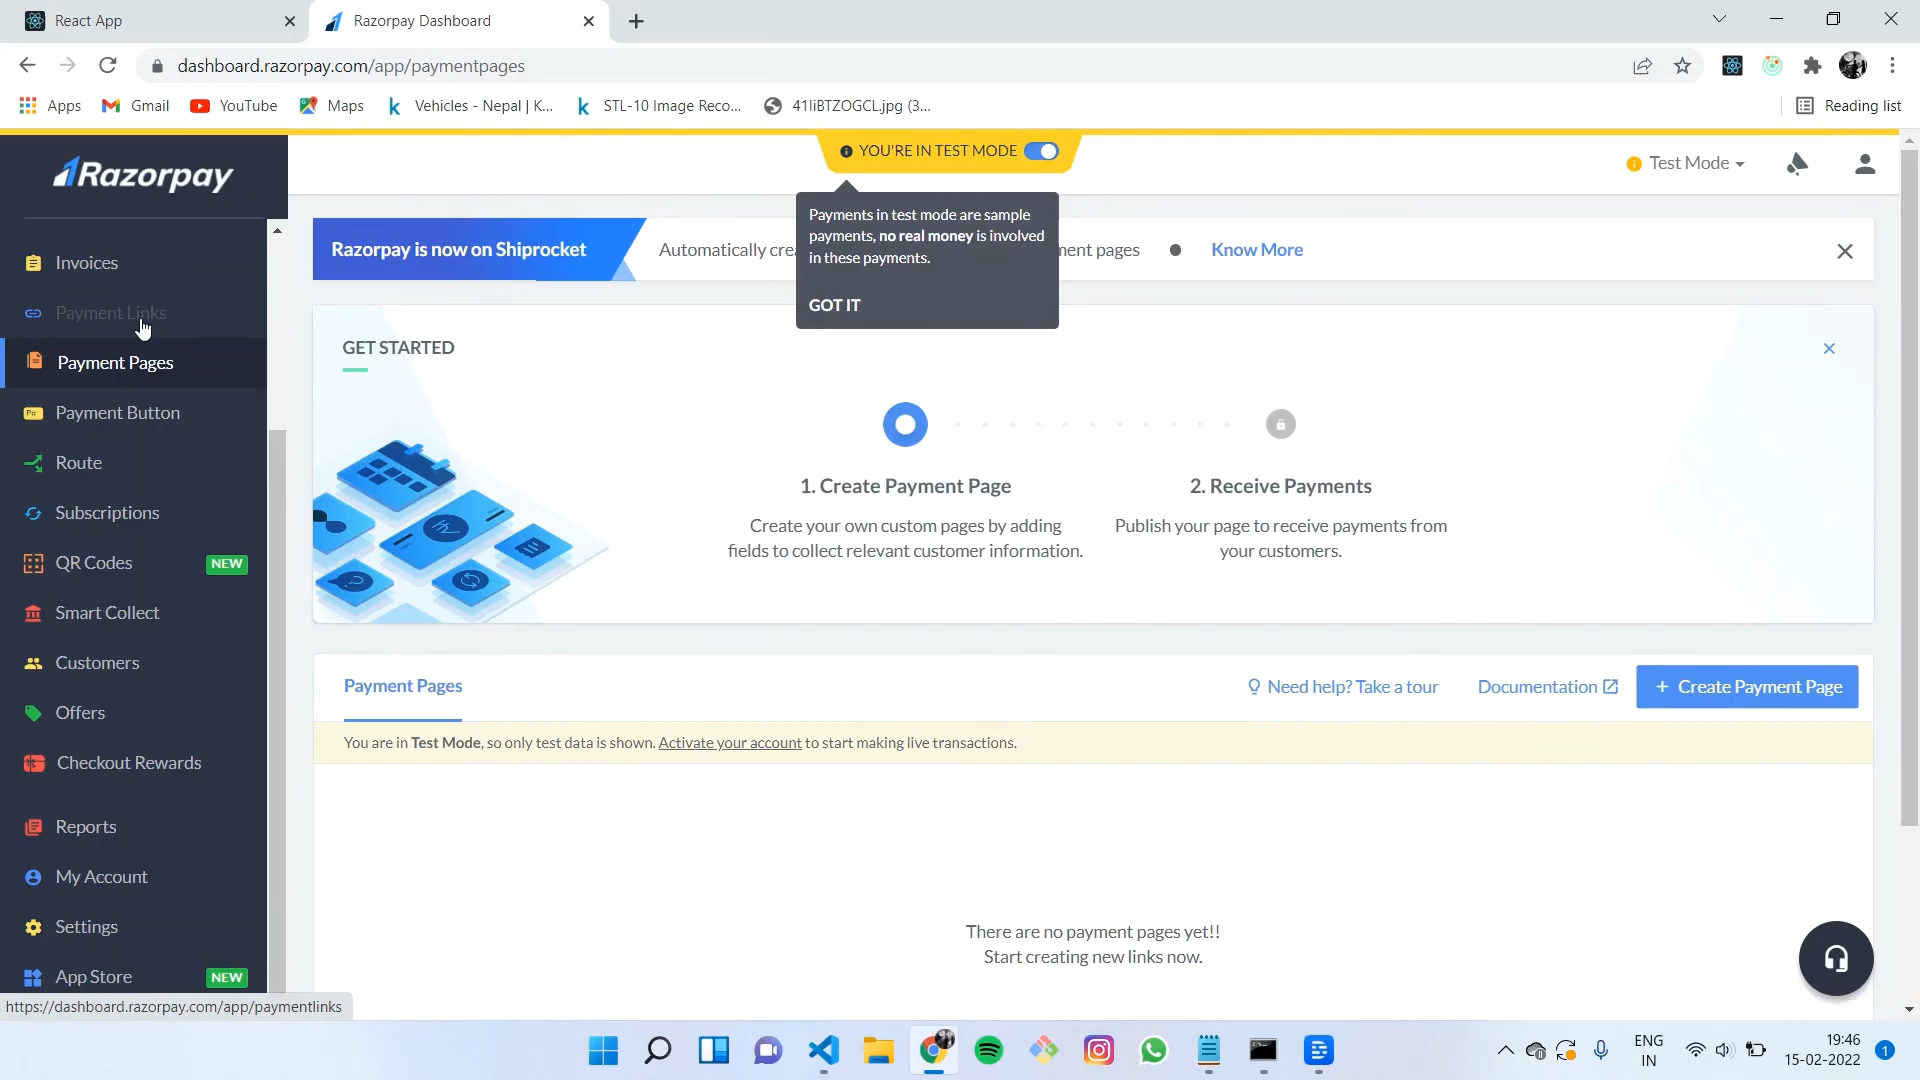 React App
Razorpay Dashboard
dashboard.razorpay.com/app/paymentpages
Apps
Gmail
YouTube
Maps
Vehicles - Nepal | K...
STL-10 Image Reco...
41IiBTZOGCL.jpg (3...
Reading list
Razorpay
YOU'RE IN TEST MODE
Test Mode
Payments in test mode are sample
payments, no real money is involved
in these payments.
GOT IT
Razorpay is now on Shiprocket
Automatically crea
ment pages
Know More
Invoices
Payment Links
Payment Pages
Payment Button
Route
Subscriptions
QR Codes
NEW
Smart Collect
Customers
Offers
Checkout Rewards
Reports
My Account
Settings
App Store
NEW
GET STARTED
1. Create Payment Page
Create your own custom pages by adding
fields to collect relevant customer information.
2. Receive Payments
Publish your page to receive payments from
your customers.
Payment Pages
Need help? Take a tour
Documentation
+ Create Payment Page
You are in Test Mode, so only test data is shown. Activate your account to start making live transactions.
There are no payment pages yet!!
Start creating new links now.
https://dashboard.razorpay.com/app/paymentlinks
ENG
IN
19:46
15-02-2022
1